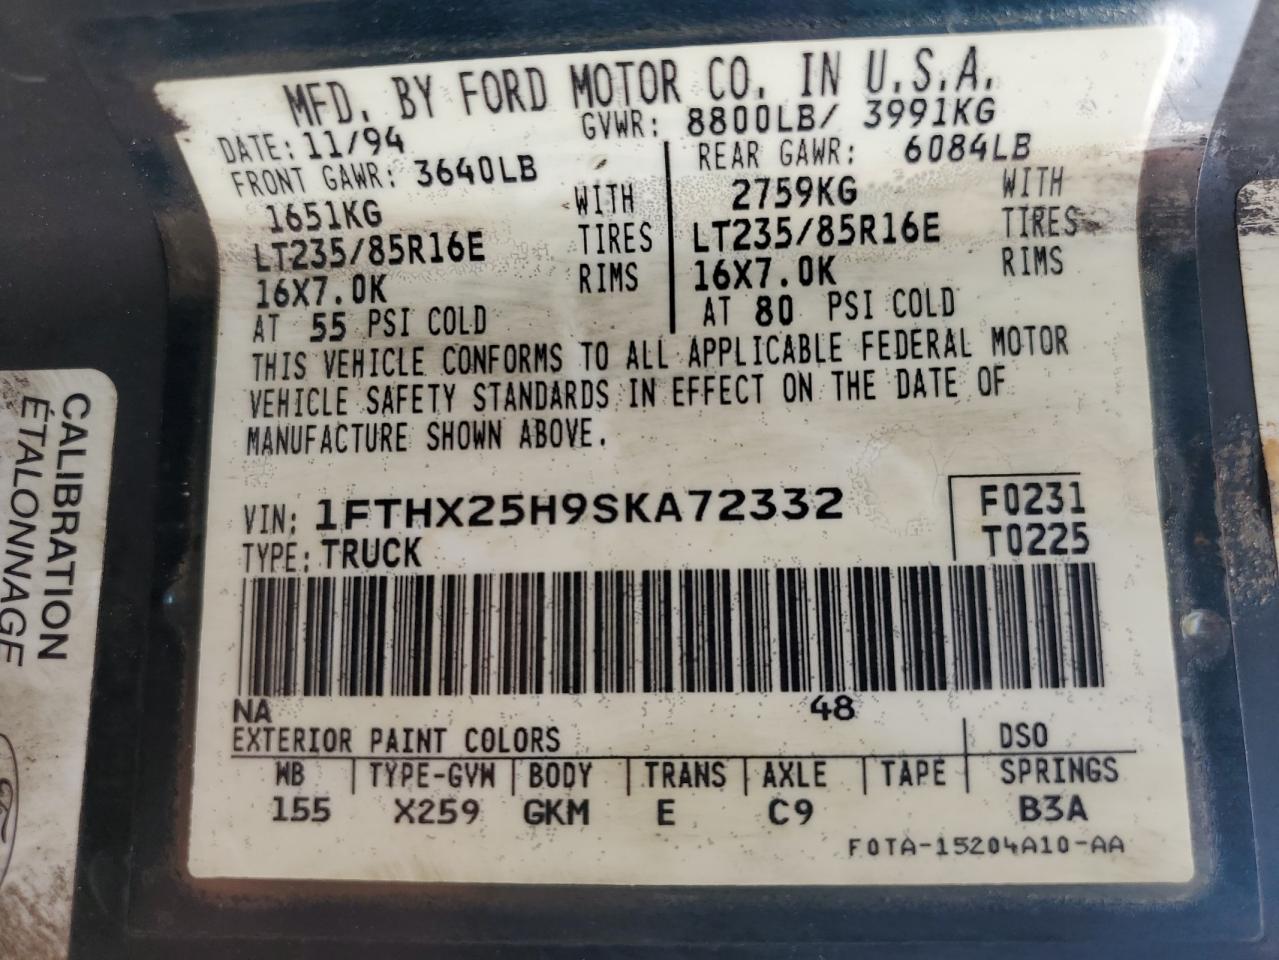 MFD. BY FORD MOTOR CO. IN U.S.A.
DATE: 11/94 GVWR: 8800LB/ 3991KG
FRONT GAWR: 3640LB REAR GAWR: 6084LB
1651KG WITH 2759KG WITH
LT235/85R16E TIRES LT235/85R16E TIRES
16X7.0K RIMS 16X7.0K RIMS
AT 55 PSI COLD AT 80 PSI COLD
THIS VEHICLE CONFORMS TO ALL APPLICABLE FEDERAL MOTOR
VEHICLE SAFETY STANDARDS IN EFFECT ON THE DATE OF
MANUFACTURE SHOWN ABOVE.
VIN: 1FTHX25H9SKA72332 F0231
TYPE: TRUCK T0225
NA 48
EXTERIOR PAINT COLORS DSO
WB TYPE-GVW BODY TRANS AXLE TAPE SPRINGS
155 X259 GKM E C9 B3A
F0TA-15204A10-AA
CALIBRATION
ÉTALONNAGE